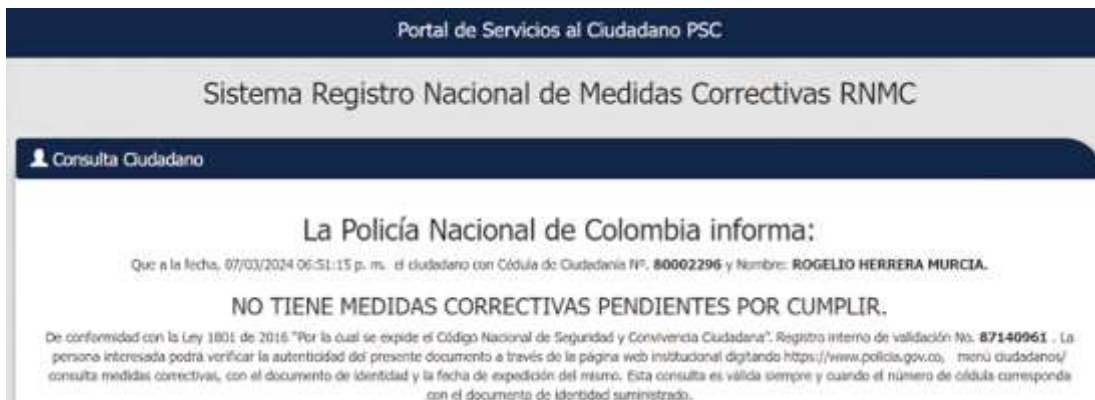 Portal de Servicios al Ciudadano PSC
Sistema Registro Nacional de Medidas Correctivas RNMC
Consulta Ciudadano
La Policía Nacional de Colombia informa:
Que a la fecha, 07/03/2024 06:51:15 p. m. el ciudadano con Cédula de Ciudadanía Nº. 80002296 y Nombre: ROGELIO HERRERA MURCIA.
NO TIENE MEDIDAS CORRECTIVAS PENDIENTES POR CUMPLIR.
De conformidad con la Ley 1801 de 2016 "Por la cual se expide el Código Nacional de Seguridad y Convivencia Ciudadana". Registro interno de validación No. 87140961 . La
persona interesada podrá verificar la autenticidad del presente documento a través de la página web institucional digitando https://www.policia.gov.co, menú ciudadanos/
consulta medidas correctivas, con el documento de identidad y la fecha de expedición del mismo. Esta consulta es válida siempre y cuando el número de cédula corresponda
con el documento de identidad suministrado.